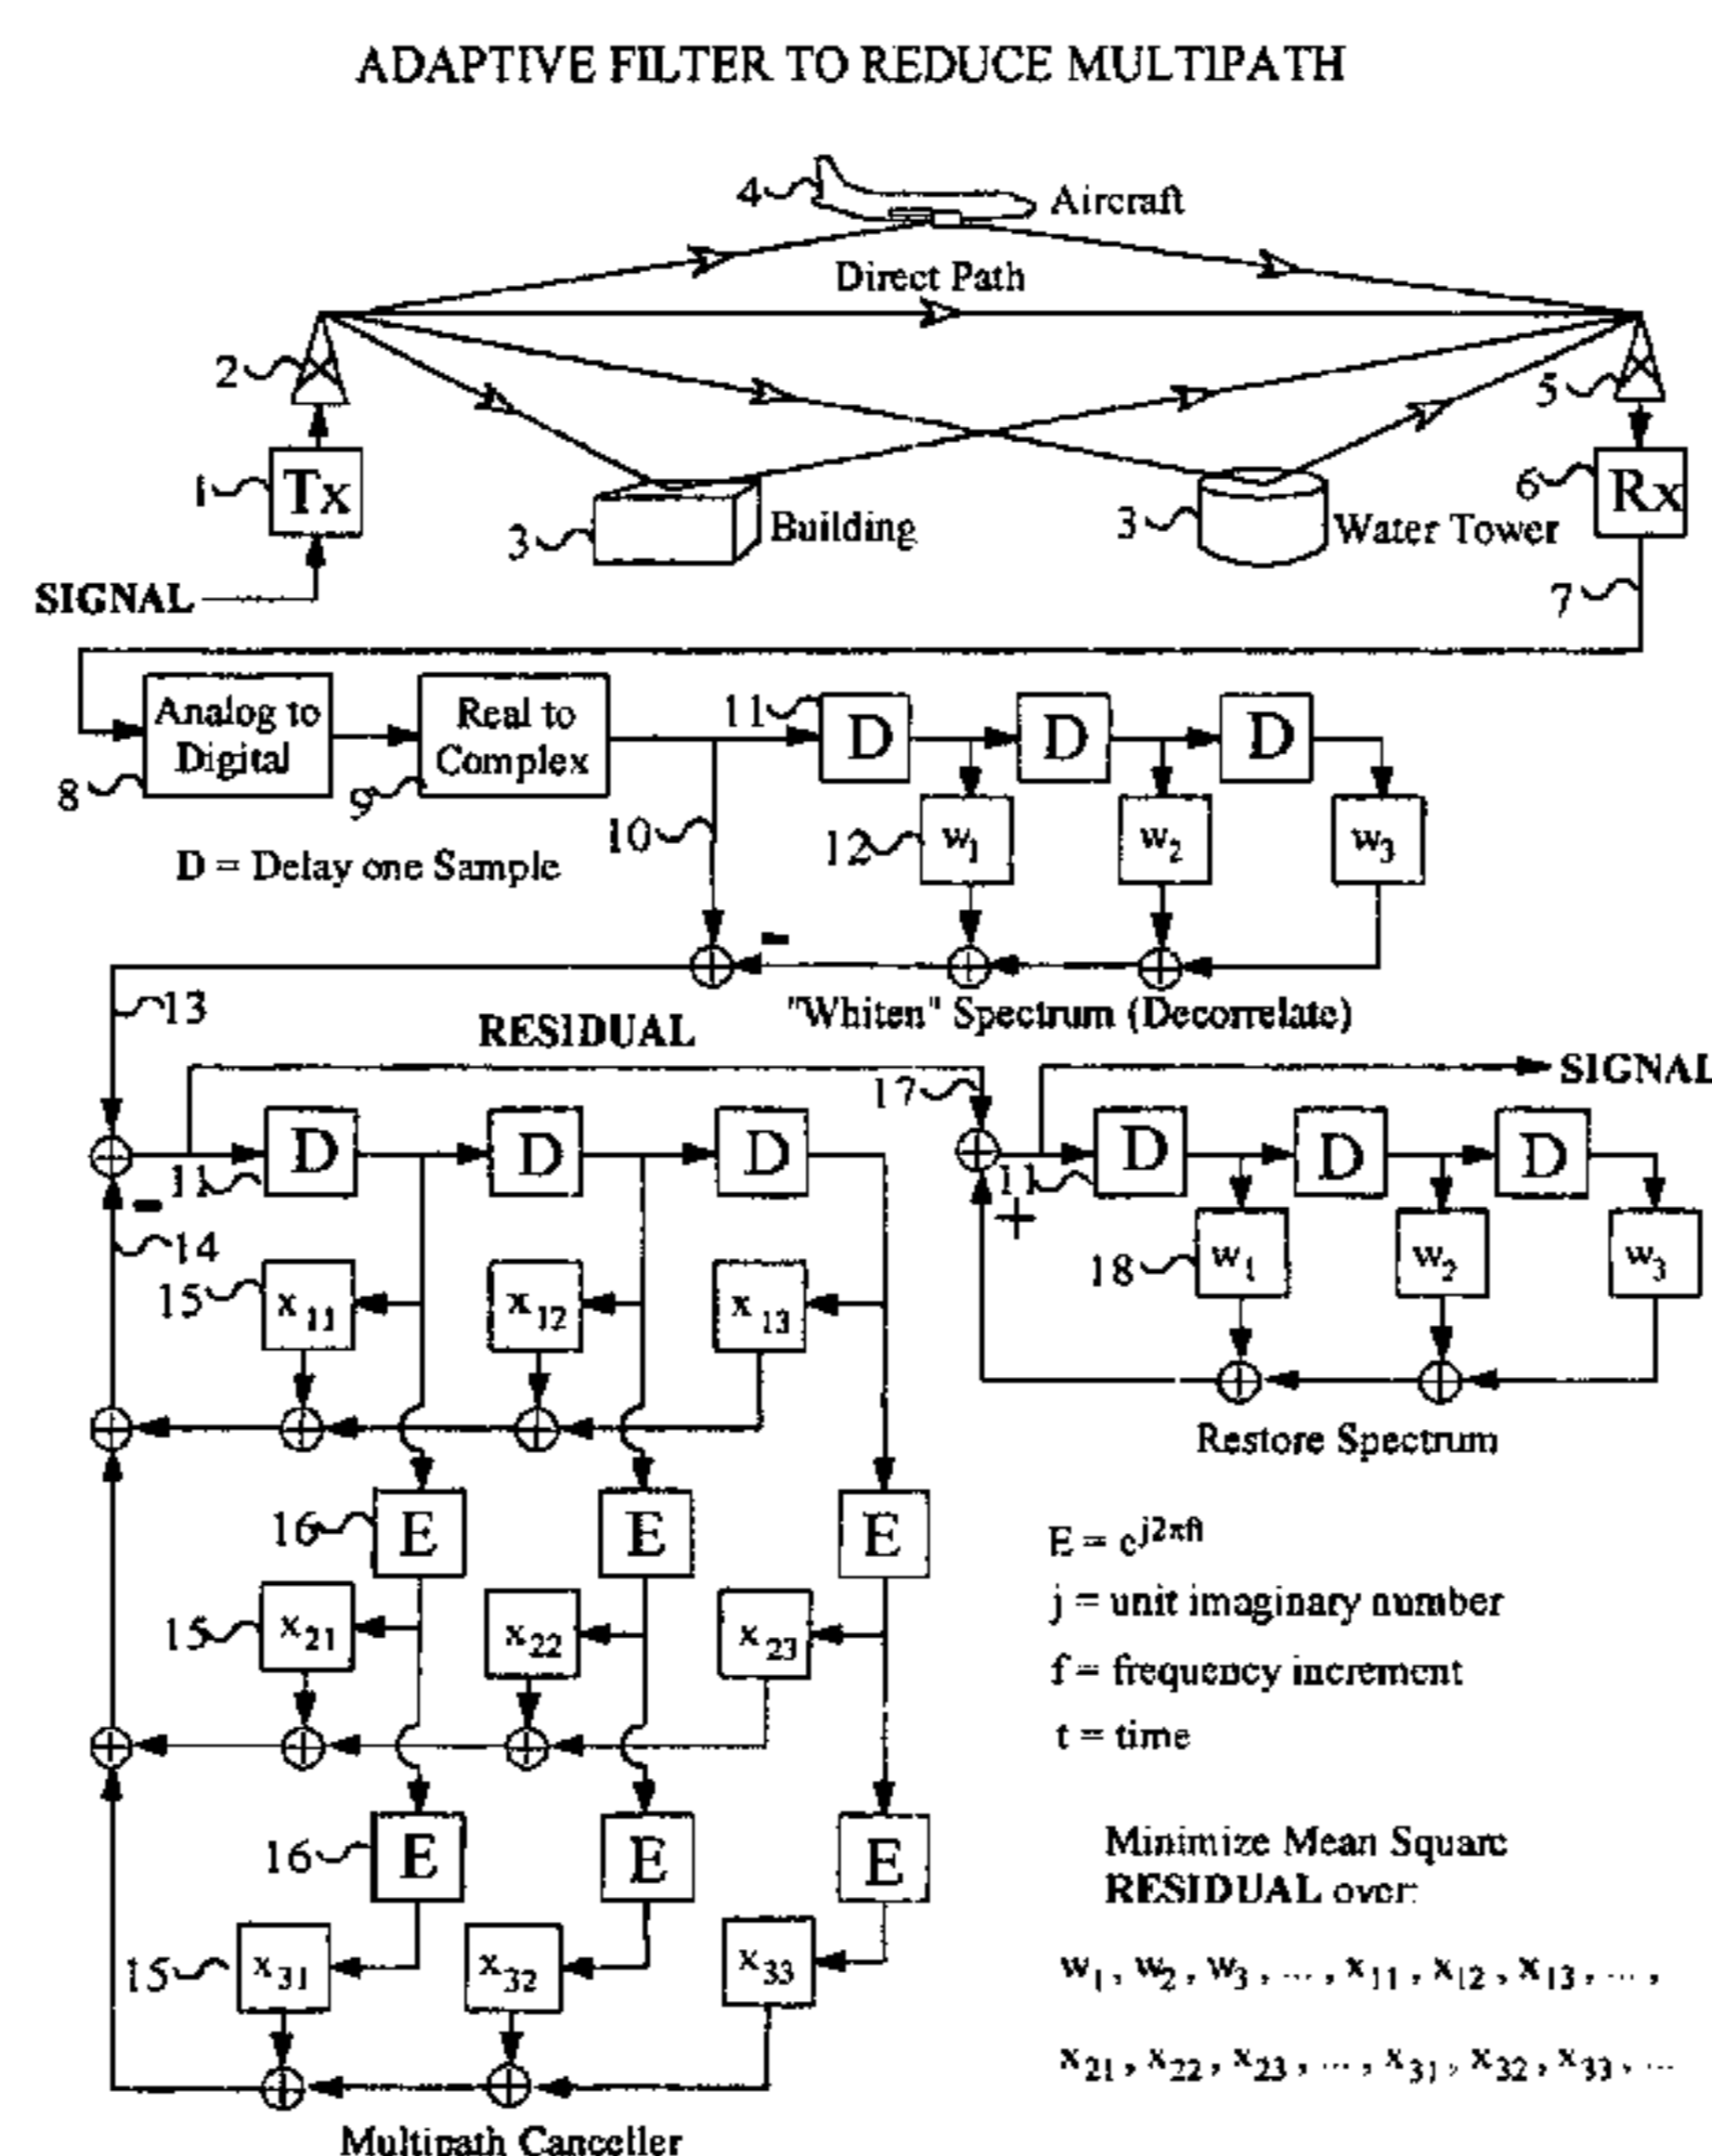 ADAPTIVE FILTER TO REDUCE MULTIPATH
4 Aircraft
Direct Path
2
5
1 Tx
3 Building
3 Water Tower
6 Rx
SIGNAL
7
Analog to
Digital
8
Real to
Complex
9
10
11 D D D
12 w1 w2 w3
D = Delay one Sample
-
13
"Whiten" Spectrum (Decorrelate)
RESIDUAL
17
SIGNAL
11 D D D
11 D D D
-
+
14
15 x11 x12 x13
18 w1 w2 w3
Restore Spectrum
16 E E E
E = e^j2πft
j = unit imaginary number
15 x21 x22 x23
f = frequency increment
t = time
16 E E E
Minimize Mean Square
RESIDUAL over:
15 x31 x32 x33
w1, w2, w3, ..., x11, x12, x13, ...,
x21, x22, x23, ..., x31, x32, x33, ...
Multipath Canceller